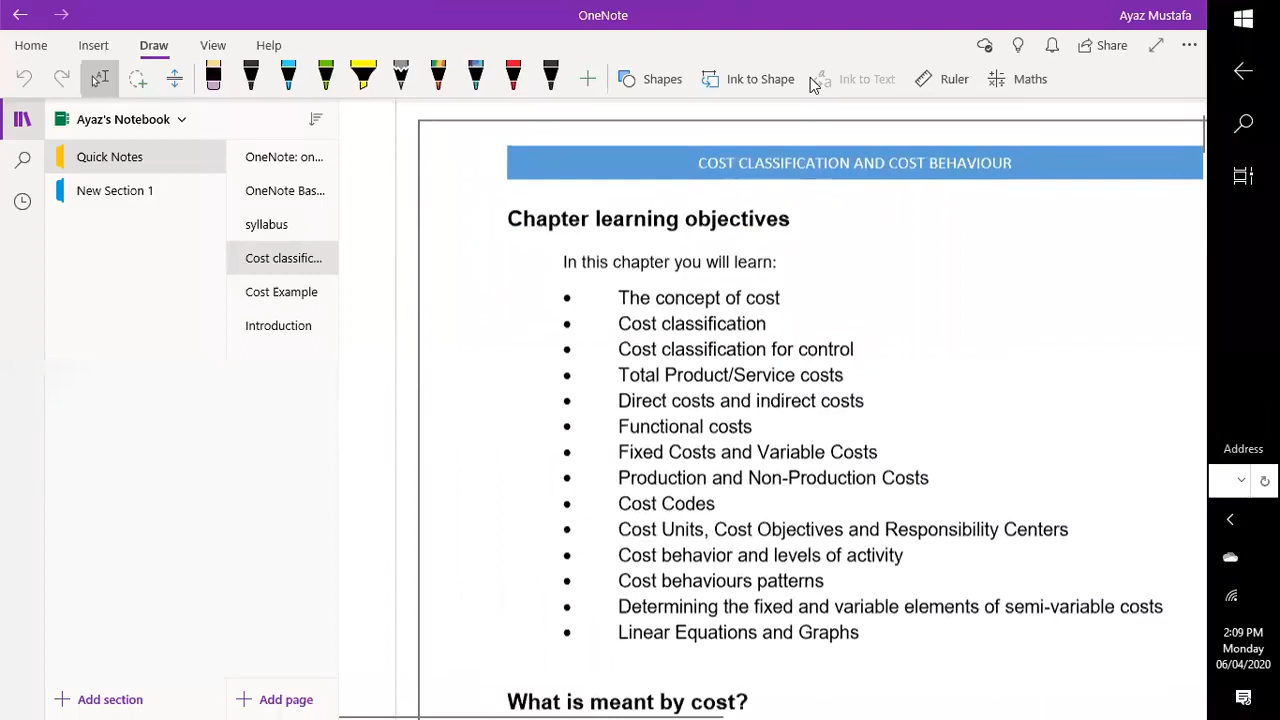 OneNote
Ayaz Mustafa
Home Insert Draw View Help
Share
Shapes Ink to Shape Ink to Text Ruler Maths
Ayaz's Notebook
Quick Notes
New Section 1
OneNote: on...
OneNote Bas...
syllabus
Cost classific...
Cost Example
Introduction
Add section
Add page
COST CLASSIFICATION AND COST BEHAVIOUR
Chapter learning objectives
In this chapter you will learn:
• The concept of cost
• Cost classification
• Cost classification for control
• Total Product/Service costs
• Direct costs and indirect costs
• Functional costs
• Fixed Costs and Variable Costs
• Production and Non-Production Costs
• Cost Codes
• Cost Units, Cost Objectives and Responsibility Centers
• Cost behavior and levels of activity
• Cost behaviours patterns
• Determining the fixed and variable elements of semi-variable costs
• Linear Equations and Graphs
What is meant by cost?
Address
2:09 PM
Monday
06/04/2020